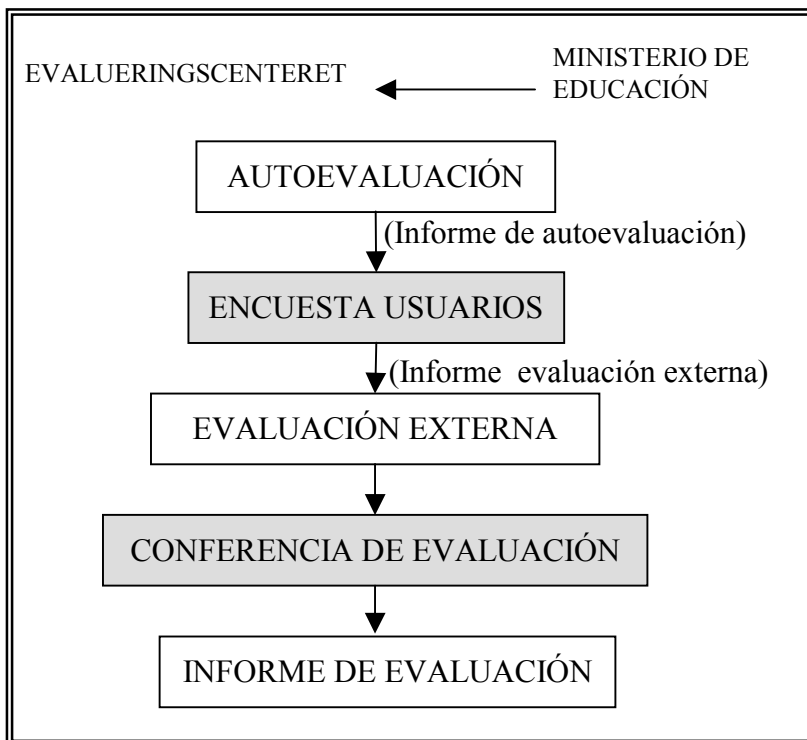 EVALUERINGSCENTERET
MINISTERIO DE
EDUCACIÓN
AUTOEVALUACIÓN
(Informe de autoevaluación)
ENCUESTA USUARIOS
(Informe evaluación externa)
EVALUACIÓN EXTERNA
CONFERENCIA DE EVALUACIÓN
INFORME DE EVALUACIÓN